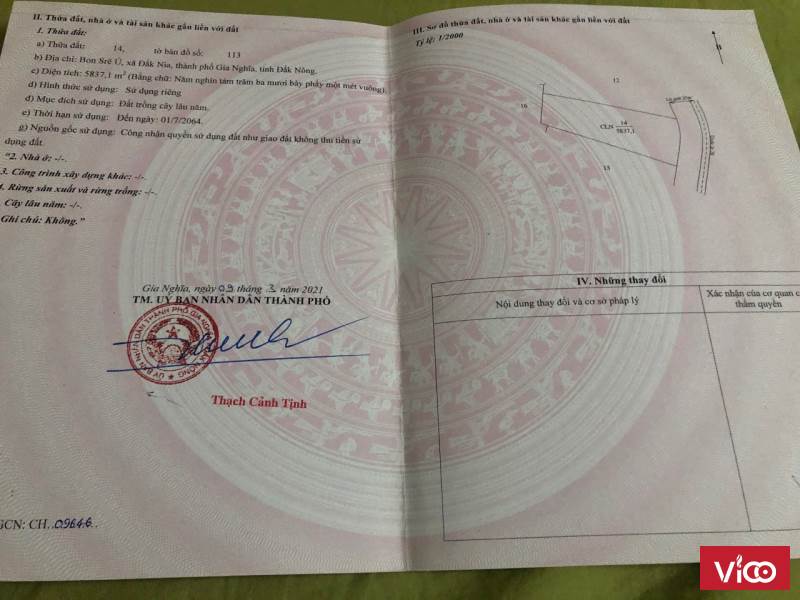 II. Thửa đất, nhà ở và tài sản khác gắn liền với đất
1. Thửa đất:
a) Thửa đất: 14, tờ bản đồ số: 113
b) Địa chỉ: Bon Srê Ú, xã Đắk Nia, thành phố Gia Nghĩa, tỉnh Đắk Nông.
c) Diện tích: 5837,1 m² (Bằng chữ: Năm nghìn tám trăm ba mươi bảy phẩy một mét vuông).
d) Hình thức sử dụng: Sử dụng riêng
đ) Mục đích sử dụng: Đất trồng cây lâu năm.
e) Thời hạn sử dụng: Đến ngày: 01/7/2064.
g) Nguồn gốc sử dụng: Công nhận quyền sử dụng đất như giao đất không thu tiền sử
dụng đất.
"2. Nhà ở: -/-.
3. Công trình xây dựng khác: -/-.
4. Rừng sản xuất và rừng trồng: -/-.
Cây lâu năm: -/-.
Ghi chú: Không."
Gia Nghĩa, ngày 09 tháng 3 năm 2021
TM. UỶ BAN NHÂN DÂN THÀNH PHỐ
Thạch Cảnh Tịnh
GCN: CH..09646..
III. Sơ đồ thửa đất, nhà ở và tài sản khác gắn liền với đất
Tỷ lệ: 1/2000
12
16
CLN 14
5837,1
15
IV. Những thay đổi
Nội dung thay đổi và cơ sở pháp lý
Xác nhận của cơ quan c
thẩm quyền
Vico